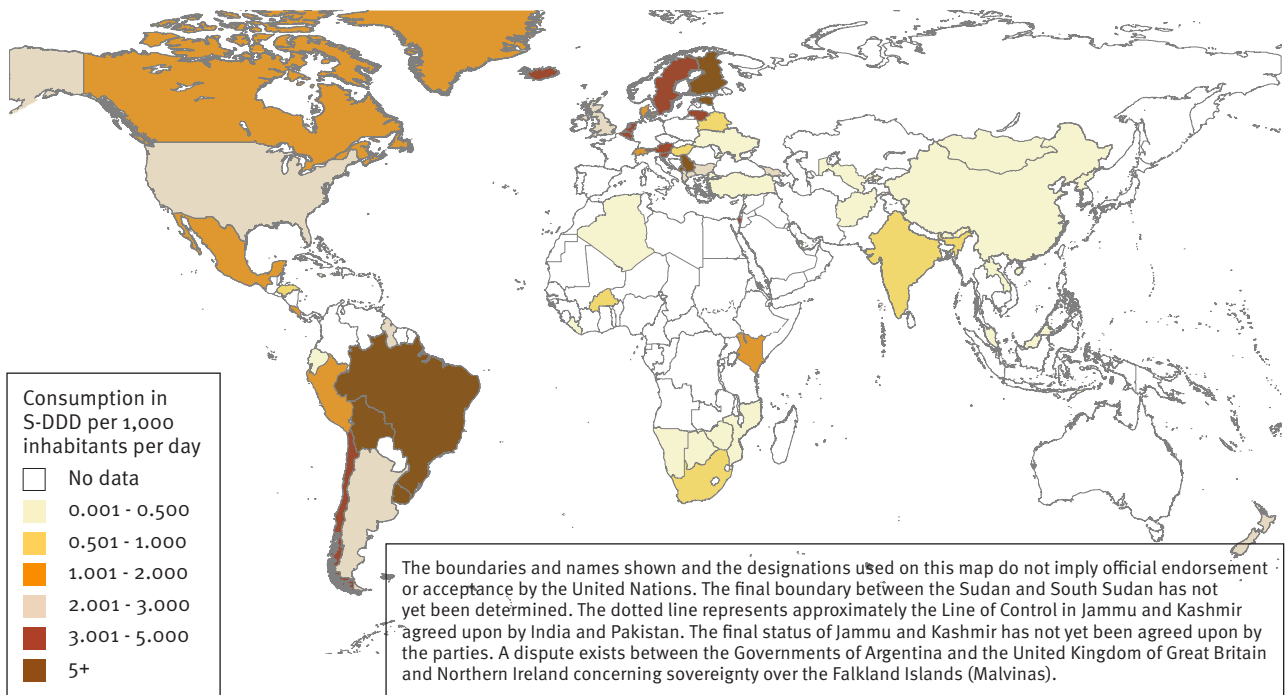 Consumption in
S-DDD per 1,000
inhabitants per day
No data
0.001 - 0.500
0.501 - 1.000
1.001 - 2.000
2.001 - 3.000
3.001 - 5.000
5+
The boundaries and names shown and the designations used on this map do not imply official endorsement
or acceptance by the United Nations. The final boundary between the Sudan and South Sudan has not
yet been determined. The dotted line represents approximately the Line of Control in Jammu and Kashmir
agreed upon by India and Pakistan. The final status of Jammu and Kashmir has not yet been agreed upon by
the parties. A dispute exists between the Governments of Argentina and the United Kingdom of Great Britain
and Northern Ireland concerning sovereignty over the Falkland Islands (Malvinas).